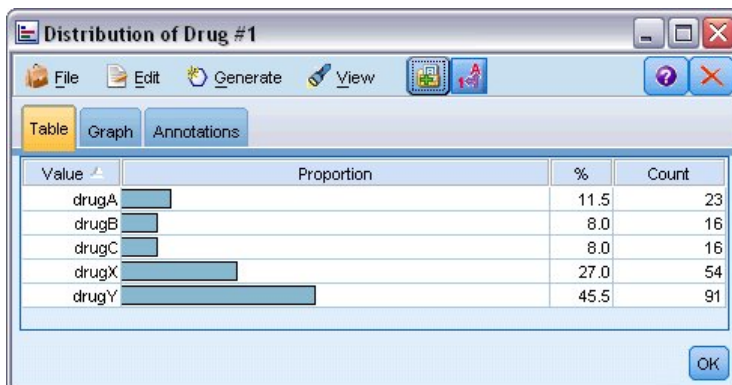 Distribution of Drug #1
File Edit Generate View
Table Graph Annotations
Value Proportion % Count
drugA 11.5 23
drugB 8.0 16
drugC 8.0 16
drugX 27.0 54
drugY 45.5 91
OK